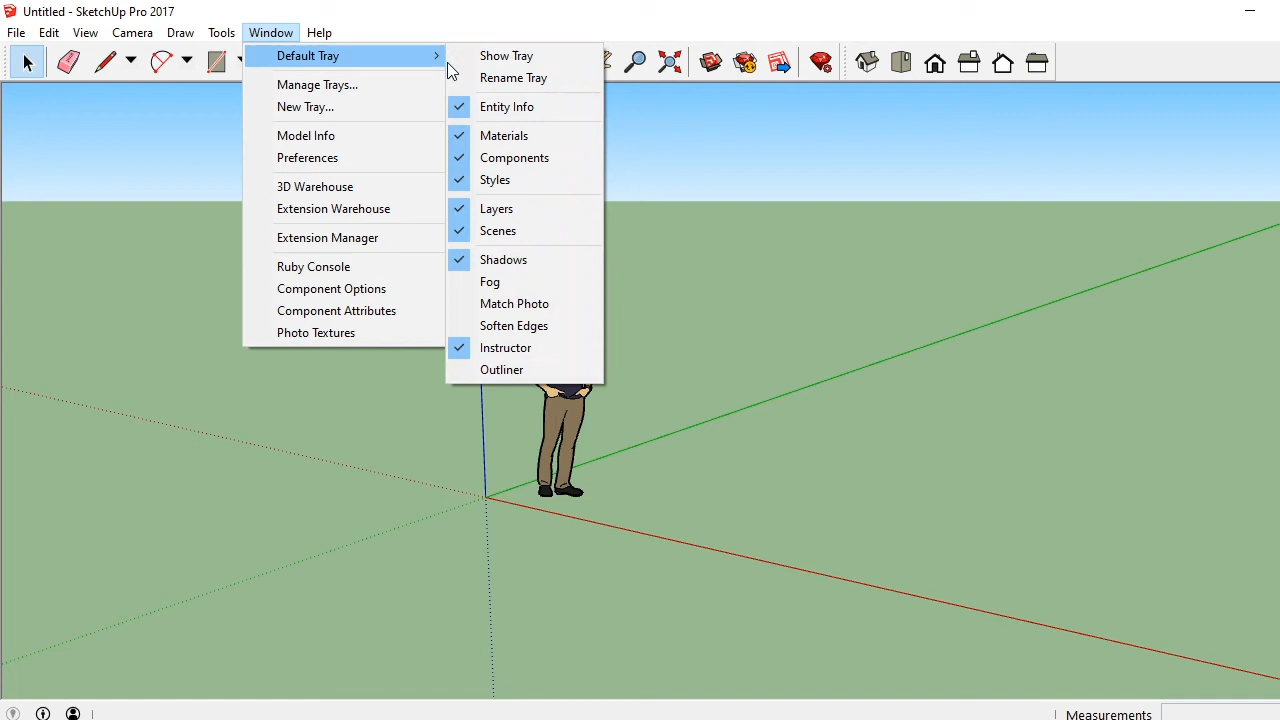 Untitled - SketchUp Pro 2017
File Edit View Camera Draw Tools Window Help
Default Tray
Manage Trays...
New Tray...
Model Info
Preferences
3D Warehouse
Extension Warehouse
Extension Manager
Ruby Console
Component Options
Component Attributes
Photo Textures
Show Tray
Rename Tray
Entity Info
Materials
Components
Styles
Layers
Scenes
Shadows
Fog
Match Photo
Soften Edges
Instructor
Outliner
Measurements